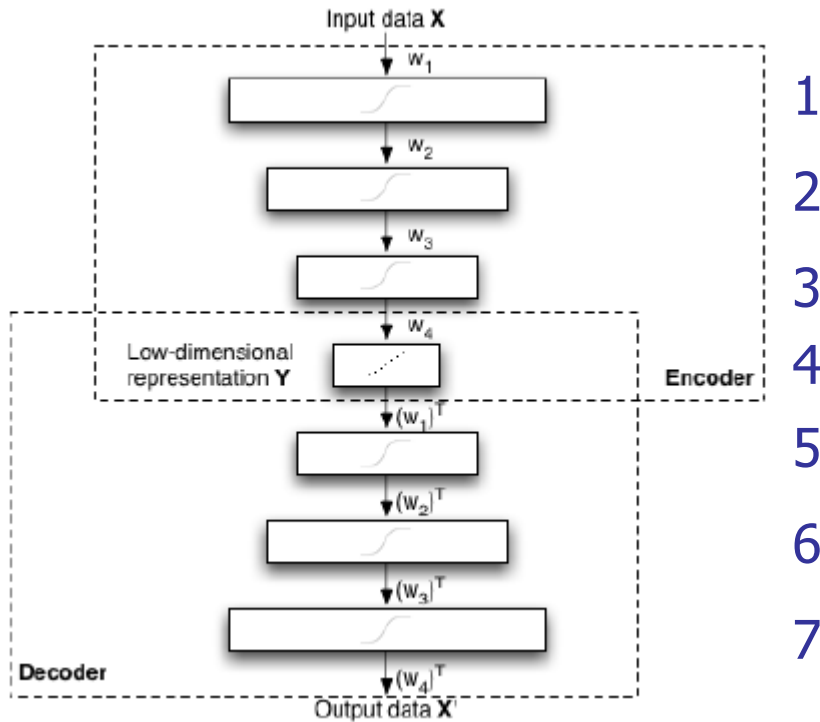 Input data X
w₁
1
w₂
2
w₃
3
w₄
Low-dimensional
representation Y
4
Encoder
(w₁)ᵀ
5
(w₂)ᵀ
6
(w₃)ᵀ
7
Decoder
(w₄)ᵀ
Output data X'